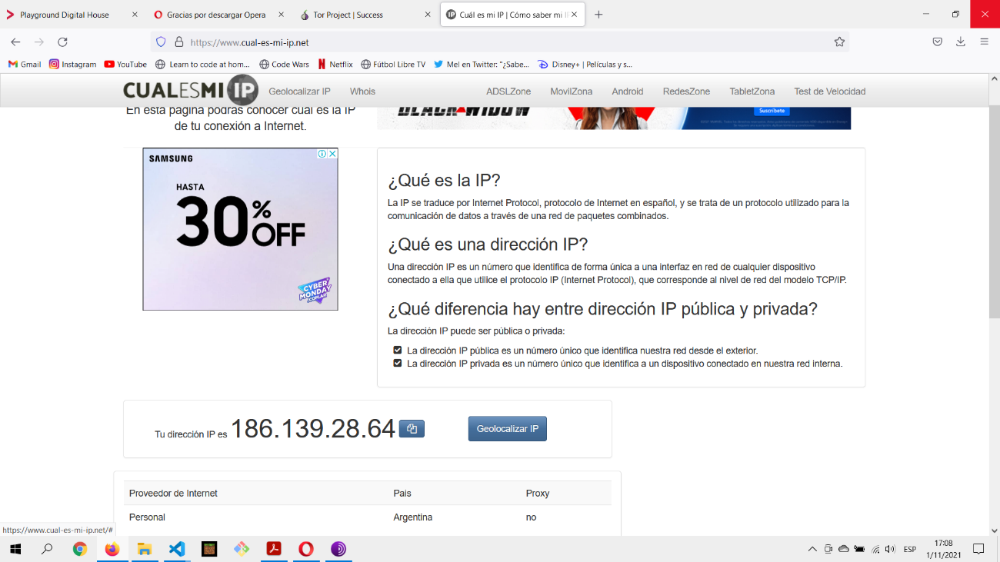 Playground Digital House
Gracias por descargar Opera
Tor Project | Success
Cuál es mi IP | Cómo saber mi IP
https://www.cual-es-mi-ip.net
Gmail
Instagram
YouTube
Learn to code at hom...
Code Wars
Netflix
Fútbol Libre TV
Mel en Twitter: "¿Sabe...
Disney+ | Películas y s...
CUALESMI IP
Geolocalizar IP
Whois
ADSLZone
MovilZona
Android
RedesZone
TabletZona
Test de Velocidad
En esta página podrás conocer cuál es la IP
de tu conexión a Internet.
BLACK WIDOW
Suscríbete
SAMSUNG
HASTA
30% OFF
CYBER
MONDAY
.COM.AR
¿Qué es la IP?
La IP se traduce por Internet Protocol, protocolo de Internet en español, y se trata de un protocolo utilizado para la
comunicación de datos a través de una red de paquetes combinados.
¿Qué es una dirección IP?
Una dirección IP es un número que identifica de forma única a una interfaz en red de cualquier dispositivo
conectado a ella que utilice el protocolo IP (Internet Protocol), que corresponde al nivel de red del modelo TCP/IP.
¿Qué diferencia hay entre dirección IP pública y privada?
La dirección IP puede ser pública o privada:
La dirección IP pública es un número único que identifica nuestra red desde el exterior.
La dirección IP privada es un número único que identifica a un dispositivo conectado en nuestra red interna.
Tu dirección IP es 186.139.28.64
Geolocalizar IP
Proveedor de Internet
Pais
Proxy
Personal
Argentina
no
https://www.cual-es-mi-ip.net/#
ESP
17:08
1/11/2021